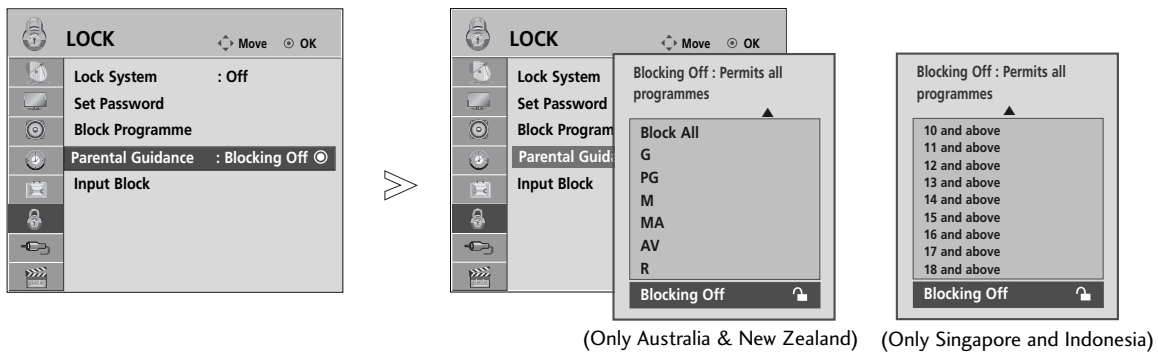 LOCK
Move OK
Lock System : Off
Set Password
Block Programme
Parental Guidance : Blocking Off
Input Block
LOCK
Move OK
Lock System
Set Password
Block Program
Parental Guid
Input Block
Blocking Off : Permits all
programmes
Block All
G
PG
M
MA
AV
R
Blocking Off
(Only Australia & New Zealand)
Blocking Off : Permits all
programmes
10 and above
11 and above
12 and above
13 and above
14 and above
15 and above
16 and above
17 and above
18 and above
Blocking Off
(Only Singapore and Indonesia)